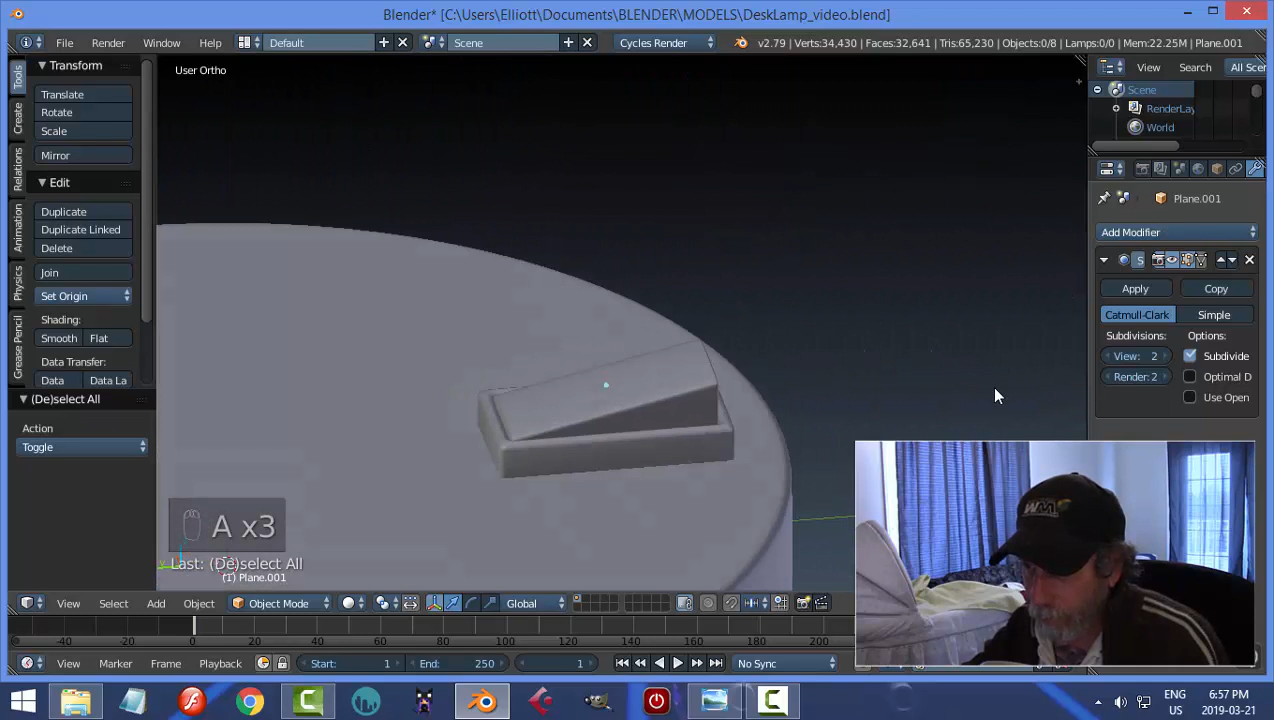 Blender* [C:\Users\Elliott\Documents\BLENDER\MODELS\DeskLamp_video.blend]
File Render Window Help Default Scene Cycles Render v2.79 | Verts:34,430 | Faces:32,641 | Tris:65,230 | Objects:0/8 | Lamps:0/0 | Mem:22.25M | Plane.001
Tools
Create
Relations
Animation
Physics
Grease Pencil
Transform
Translate
Rotate
Scale
Mirror
Edit
Duplicate
Duplicate Linked
Delete
Join
Set Origin
Shading:
Smooth Flat
Data Transfer:
Data Data La
(De)select All
Action
Toggle
User Ortho
A x3
Last: (De)select All
(1) Plane.001
View Search All Scer
Scene
RenderLay
World
Plane.001
Add Modifier
S
Apply Copy
Catmull-Clark Simple
Subdivisions: Options:
View: 2 Subdivide
Render: 2 Optimal D
Use Open
View Select Add Object Object Mode Global
-40 -20 0 20 40 60 80 100 120 140 160 180 200
View Marker Frame Playback Start: 1 End: 250 1 No Sync
WM
ENG 6:57 PM
US 2019-03-21